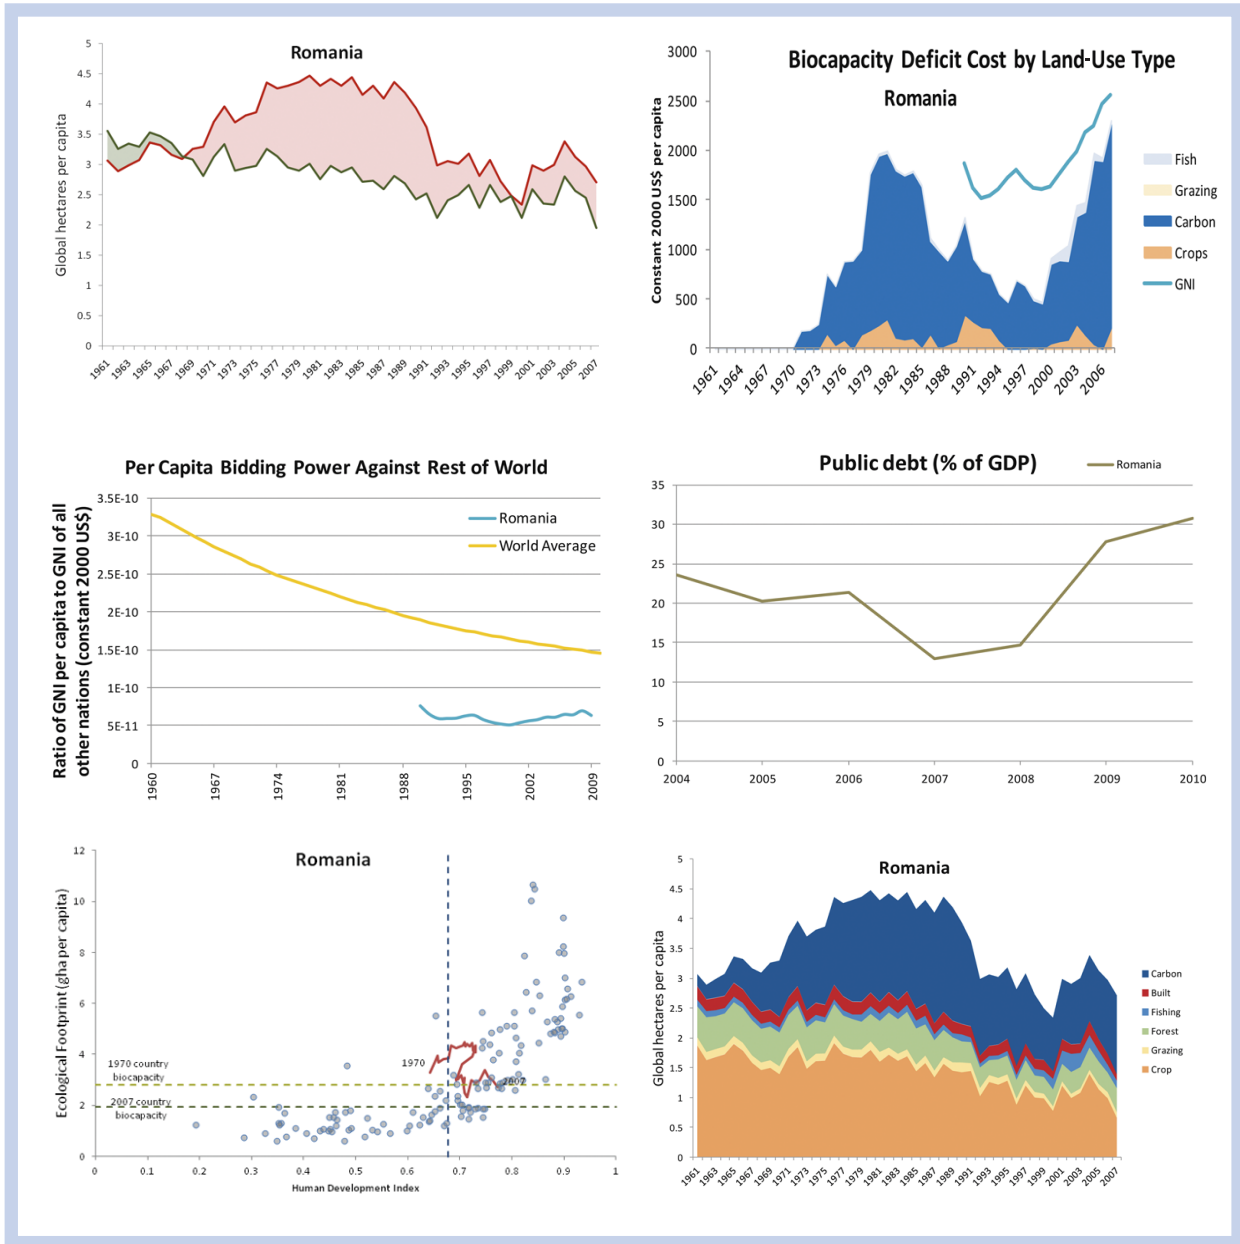 Romania
Global hectares per capita
5
4.5
4
3.5
3
2.5
2
1.5
1
0.5
0
1961 1963 1965 1967 1969 1971 1973 1975 1977 1979 1981 1983 1985 1987 1989 1991 1993 1995 1997 1999 2001 2003 2005 2007
Biocapacity Deficit Cost by Land-Use Type
Romania
Constant 2000 US$ per capita
3000
2500
2000
1500
1000
500
0
1961 1964 1967 1970 1973 1976 1979 1982 1985 1988 1991 1994 1997 2000 2003 2006
Fish
Grazing
Carbon
Crops
GNI
Per Capita Bidding Power Against Rest of World
Ratio of GNI per capita to GNI of all
other nations (constant 2000 US$)
3.5E-10
3E-10
2.5E-10
2E-10
1.5E-10
1E-10
5E-11
0
1960 1967 1974 1981 1988 1995 2002 2009
Romania
World Average
Public debt (% of GDP)
Romania
35
30
25
20
15
10
5
0
2004 2005 2006 2007 2008 2009 2010
Romania
Ecological Footprint (gha per capita)
12
10
8
6
4
2
0
1970
2007
1970 country
biocapacity
2007 country
biocapacity
0 0.1 0.2 0.3 0.4 0.5 0.6 0.7 0.8 0.9 1
Human Development Index
Romania
Global hectares per capita
5
4.5
4
3.5
3
2.5
2
1.5
1
0.5
0
1961 1963 1965 1967 1969 1971 1973 1975 1977 1979 1981 1983 1985 1987 1989 1991 1993 1995 1997 1999 2001 2003 2005 2007
Carbon
Built
Fishing
Forest
Grazing
Crop